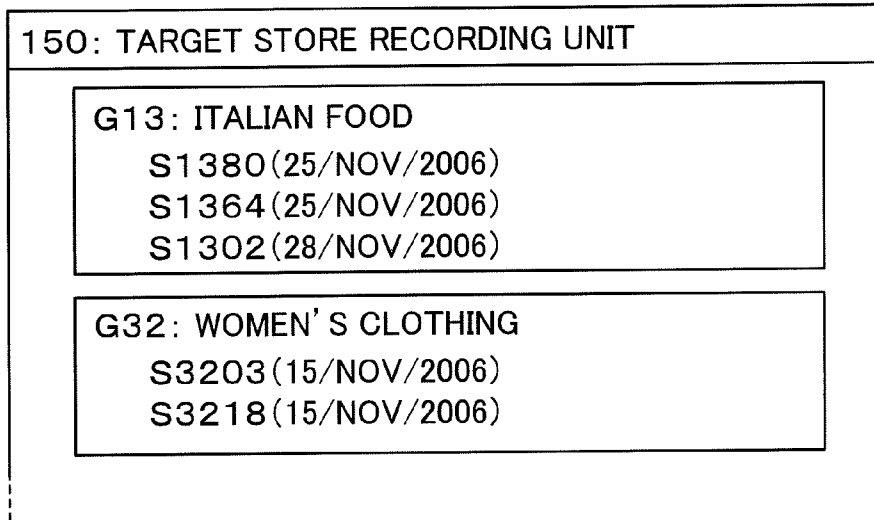 150: TARGET STORE RECORDING UNIT
G13: ITALIAN FOOD
S1380(25/NOV/2006)
S1364(25/NOV/2006)
S1302(28/NOV/2006)
G32: WOMEN'S CLOTHING
S3203(15/NOV/2006)
S3218(15/NOV/2006)